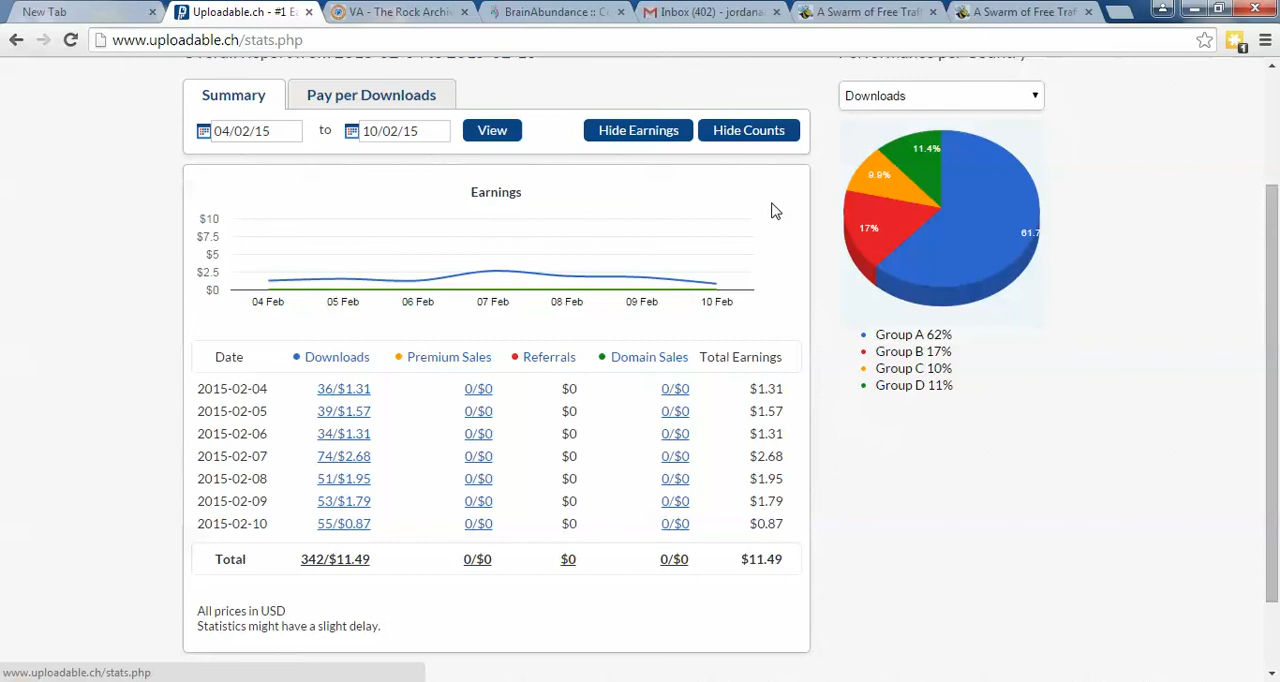 New Tab
Uploadable.ch - #1 E
VA - The Rock Archi
BrainAbundance :: C
Inbox (402) - jordana
A Swarm of Free Traf
A Swarm of Free Traf
www.uploadable.ch/stats.php
1
Performance per Country
Summary
Pay per Downloads
Downloads
04/02/15 to 10/02/15 View Hide Earnings Hide Counts
Earnings
$10
$7.5
$5
$2.5
$0
04 Feb 05 Feb 06 Feb 07 Feb 08 Feb 09 Feb 10 Feb
11.4%
9.9%
17%
61.7
Group A 62%
Group B 17%
Group C 10%
Group D 11%
Date Downloads Premium Sales Referrals Domain Sales Total Earnings
2015-02-04 36/$1.31 0/$0 $0 0/$0 $1.31
2015-02-05 39/$1.57 0/$0 $0 0/$0 $1.57
2015-02-06 34/$1.31 0/$0 $0 0/$0 $1.31
2015-02-07 74/$2.68 0/$0 $0 0/$0 $2.68
2015-02-08 51/$1.95 0/$0 $0 0/$0 $1.95
2015-02-09 53/$1.79 0/$0 $0 0/$0 $1.79
2015-02-10 55/$0.87 0/$0 $0 0/$0 $0.87
Total 342/$11.49 0/$0 $0 0/$0 $11.49
All prices in USD
Statistics might have a slight delay.
www.uploadable.ch/stats.php